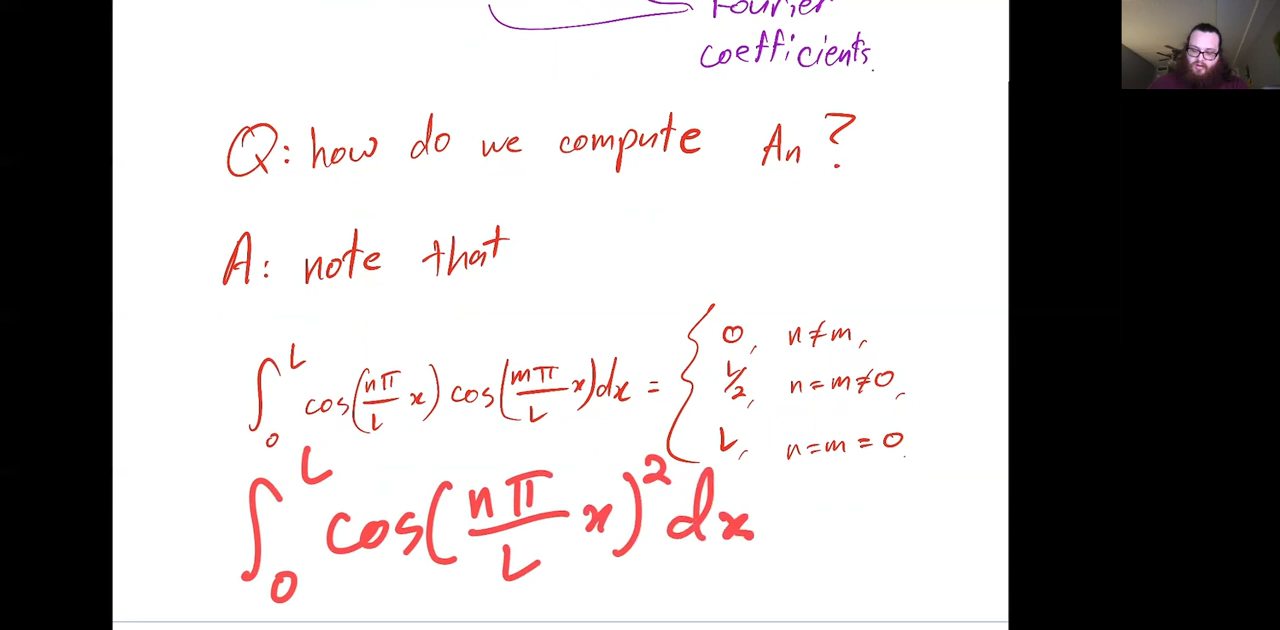 Fourier
coefficients.
Q: how do we compute An?
A: note that
∫₀ᴸ cos(nπ/L x) cos(mπ/L x)dx = { 0, n≠m,
L/2, n=m≠0,
L, n=m=0.
∫₀ᴸ cos(nπ/L x)² dx